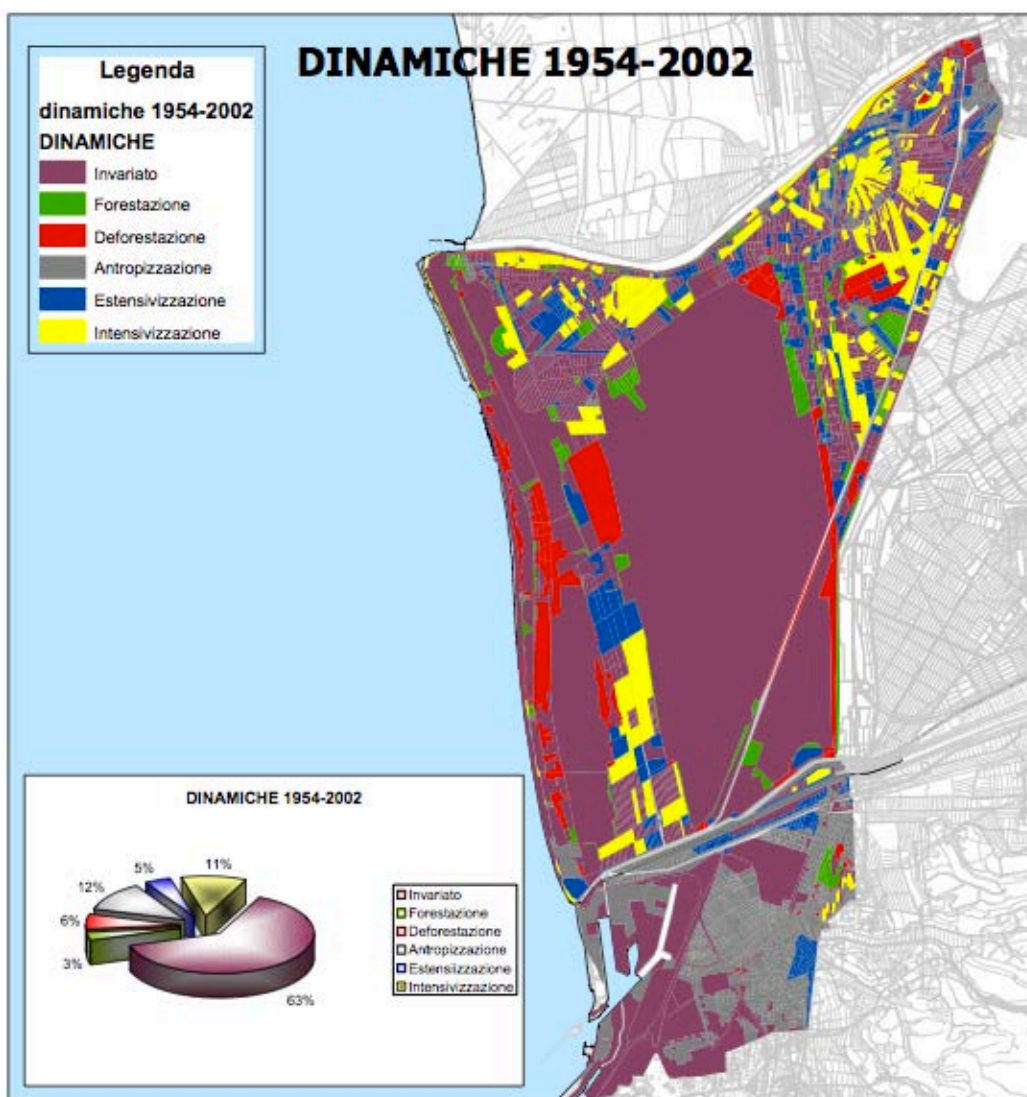 DINAMICHE 1954-2002
Legenda
dinamiche 1954-2002
DINAMICHE
Invariato
Forestazione
Deforestazione
Antropizzazione
Estensivizzazione
Intensivizzazione
DINAMICHE 1954-2002
5%
11%
12%
6%
3%
63%
Invariato
Forestazione
Deforestazione
Antropizzazione
Estensiizzazione
Intensivizzazione